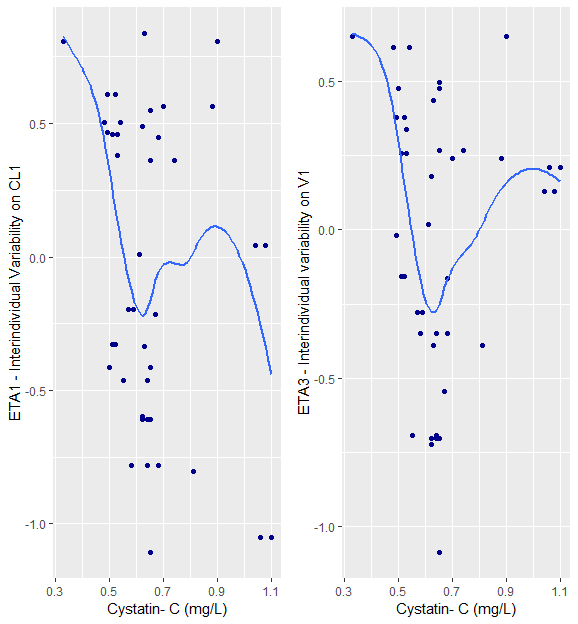 ETA1 - Interindividual Variability on CL1
0.5
0.0
-0.5
-1.0
0.3 0.5 0.7 0.9 1.1
Cystatin- C (mg/L)
ETA3 - Interindividual variability on V1
0.5
0.0
-0.5
-1.0
0.3 0.5 0.7 0.9 1.1
Cystatin- C (mg/L)